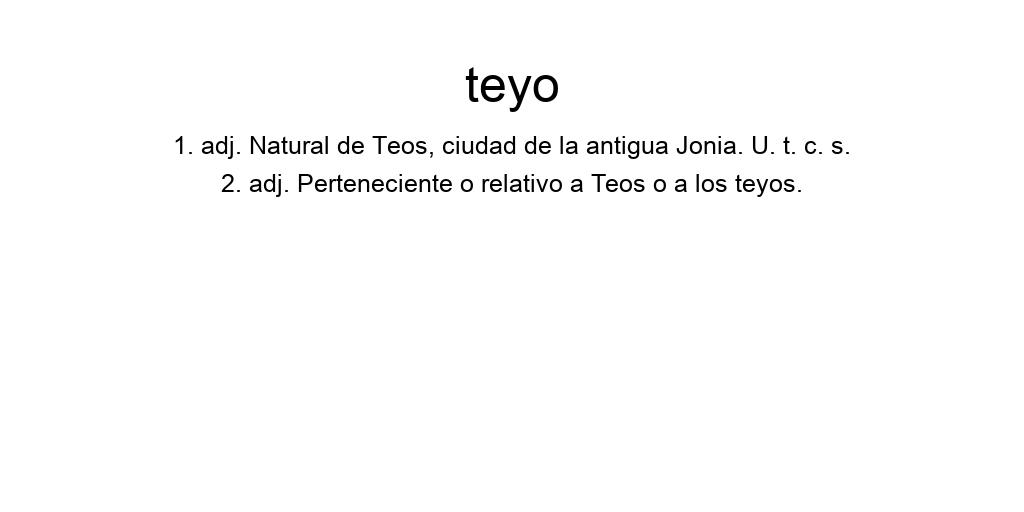 teyo
1. adj. Natural de Teos, ciudad de la antigua Jonia. U. t. c. s.
2. adj. Perteneciente o relativo a Teos o a los teyos.